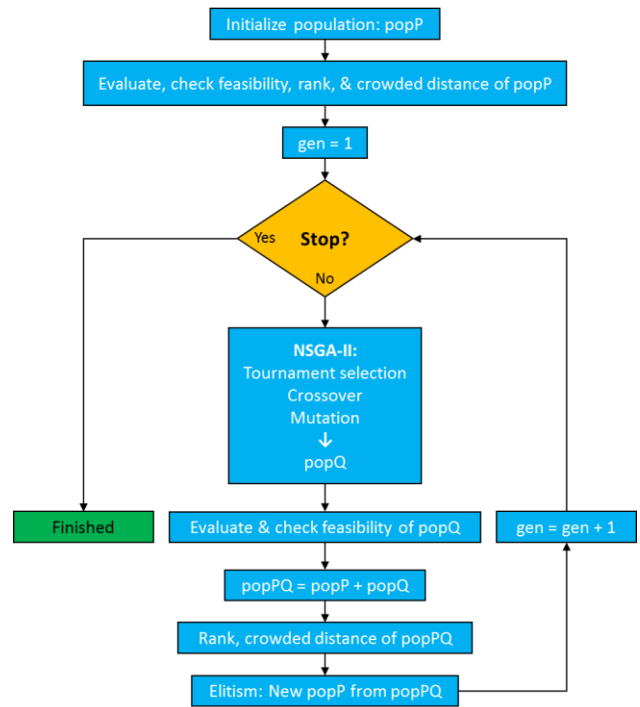 Initialize population: popP
Evaluate, check feasibility, rank, & crowded distance of popP
gen = 1
Stop?
Yes
No
NSGA-II:
Tournament selection
Crossover
Mutation
↓
popQ
Finished
Evaluate & check feasibility of popQ
gen = gen + 1
popPQ = popP + popQ
Rank, crowded distance of popPQ
Elitism: New popP from popPQ